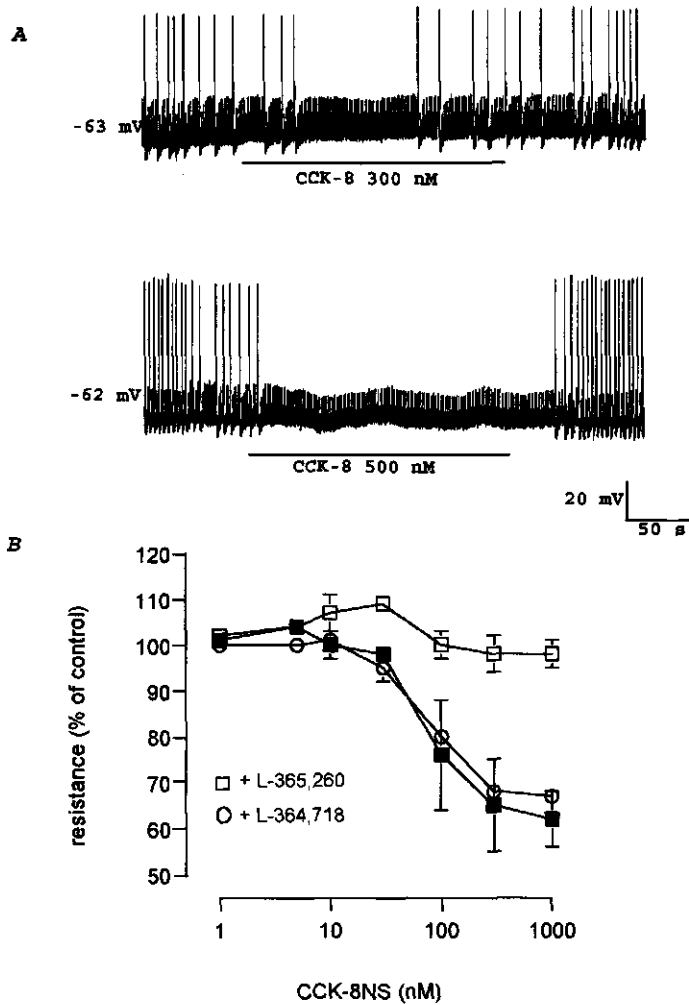 A
-63 mV
CCK-8 300 nM
-62 mV
CCK-8 500 nM
20 mV
50 s
B
120
110
100
90
80
70
60
50
resistance (% of control)
+ L-365,260
+ L-364,718
1
10
100
1000
CCK-8NS (nM)